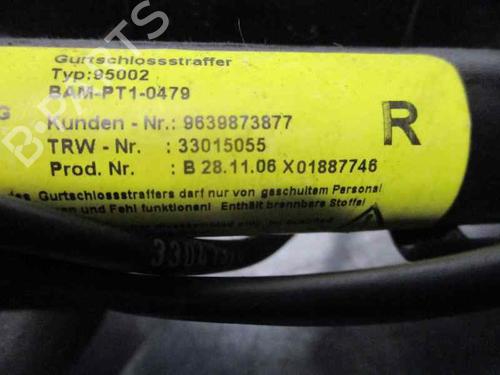 Gurtschlossstraffer
Typ:95002
BAM-PT1-0479
Kunden - Nr.: 9639873877
TRW - Nr. : 33015055
Prod. Nr. : B 28.11.06 X01887746
R
des Gurtschlossstraffers darf nur von geschultem Personal
und Fehl funktionen! Enthält brennbare Stoffe!
B-PARTS